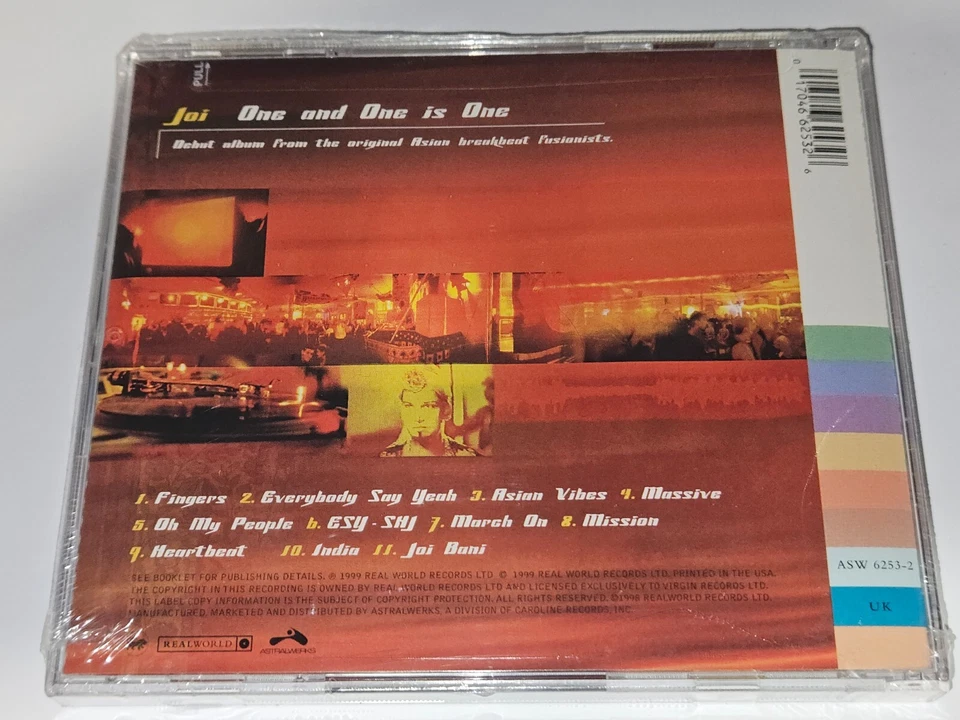 PULL
Joi One and One is One
Debut album from the original Asian breakbeat fusionists.
0 17046 62532 6
1. Fingers 2. Everybody Say Yeah 3. Asian Vibes 4. Massive
5. Oh My People 6. ESY - SHJ 7. March On 8. Mission
9. Heartbeat 10. India 11. Joi Bani
SEE BOOKLET FOR PUBLISHING DETAILS. ℗ 1999 REAL WORLD RECORDS LTD © 1999 REAL WORLD RECORDS LTD. PRINTED IN THE USA.
THE COPYRIGHT IN THIS RECORDING IS OWNED BY REAL WORLD RECORDS LTD AND LICENSED EXCLUSIVELY TO VIRGIN RECORDS LTD.
THIS LABEL COPY INFORMATION IS THE SUBJECT OF COPYRIGHT PROTECTION. ALL RIGHTS RESERVED. ©1998 REALWORLD RECORDS LTD.
MANUFACTURED, MARKETED AND DISTRIBUTED BY ASTRALWERKS, A DIVISION OF CAROLINE RECORDS, INC.
REALWORLD
ASTRALWERKS
ASW 6253-2
UK